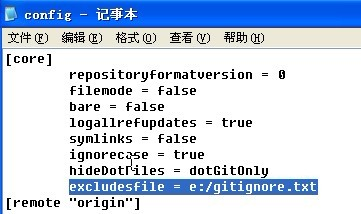 config - 记事本
文件(F) 编辑(E) 格式(O) 查看(V) 帮助(H)
[core]
repositoryformatversion = 0
filemode = false
bare = false
logallrefupdates = true
symlinks = false
ignorecase = true
hideDotFiles = dotGitOnly
excludesfile = e:/gitignore.txt
[remote "origin"]